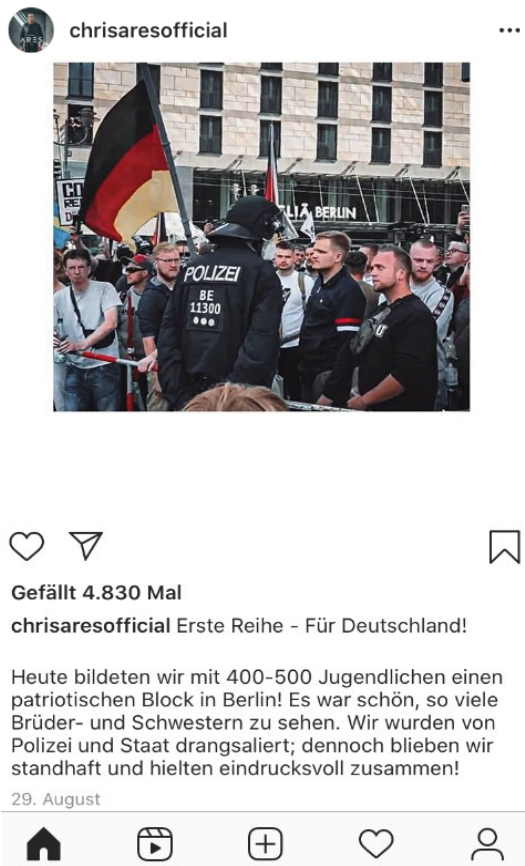 chrisaresofficial
ARES
POLIZEI
BE
11300
BERLIN
Gefällt 4.830 Mal
chrisaresofficial Erste Reihe - Für Deutschland!
Heute bildeten wir mit 400-500 Jugendlichen einen
patriotischen Block in Berlin! Es war schön, so viele
Brüder- und Schwestern zu sehen. Wir wurden von
Polizei und Staat drangsaliert; dennoch blieben wir
standhaft und hielten eindrucksvoll zusammen!
29. August